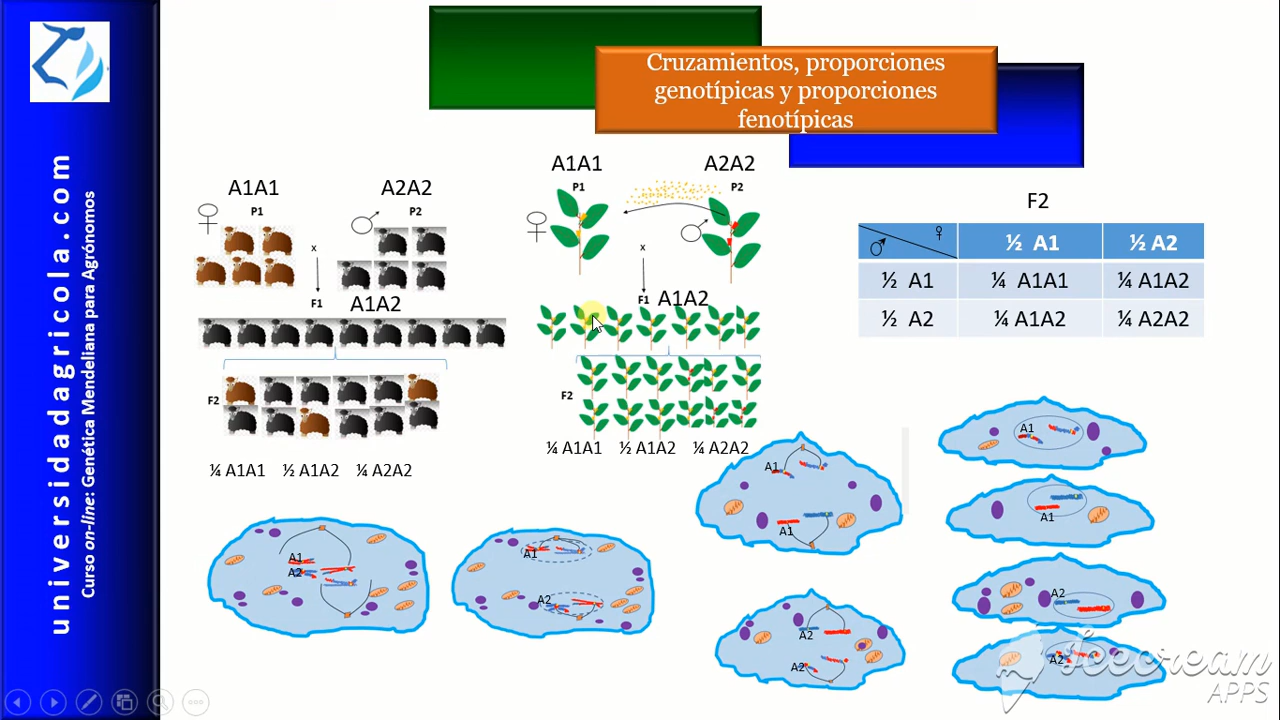 universidadagricola.com
Curso on-line: Genética Mendeliana para Agrónomos
Cruzamientos, proporciones
genotípicas y proporciones
fenotípicas
A1A1
P1
A2A2
P2
x
F1
A1A2
F2
¼ A1A1 ½ A1A2 ¼ A2A2
A1A1
P1
A2A2
P2
x
F1
A1A2
F2
¼ A1A1 ½ A1A2 ¼ A2A2
F2
½ A1 ½ A2
½ A1 ¼ A1A1 ¼ A1A2
½ A2 ¼ A1A2 ¼ A2A2
A1
A2
A1
A2
A1
A1
A2
A2
A1
A1
A2
A2
Icecream
APPS